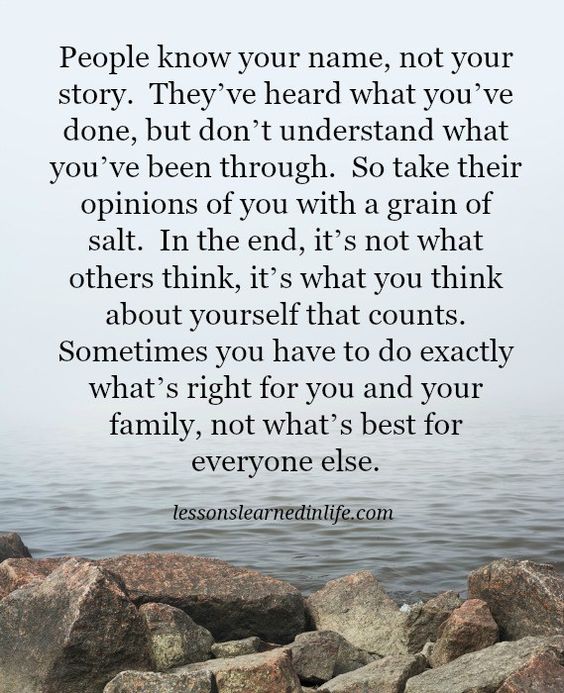 People know your name, not your
story.  They’ve heard what you’ve
done, but don’t understand what
you’ve been through.  So take their
opinions of you with a grain of
salt.  In the end, it’s not what
others think, it’s what you think
about yourself that counts.
Sometimes you have to do exactly
what’s right for you and your
family, not what’s best for
everyone else.
lessonslearnedinlife.com